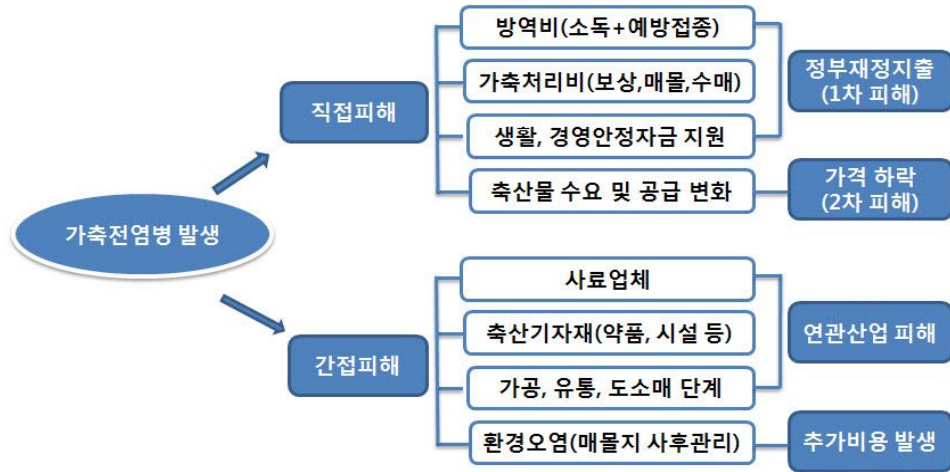 가축전염병 발생
직접피해
방역비(소독+예방접종)
가축처리비(보상,매몰,수매)
생활, 경영안정자금 지원
축산물 수요 및 공급 변화
정부재정지출
(1차 피해)
가격 하락
(2차 피해)
간접피해
사료업체
축산기자재(약품, 시설 등)
가공, 유통, 도소매 단계
환경오염(매몰지 사후관리)
연관산업 피해
추가비용 발생